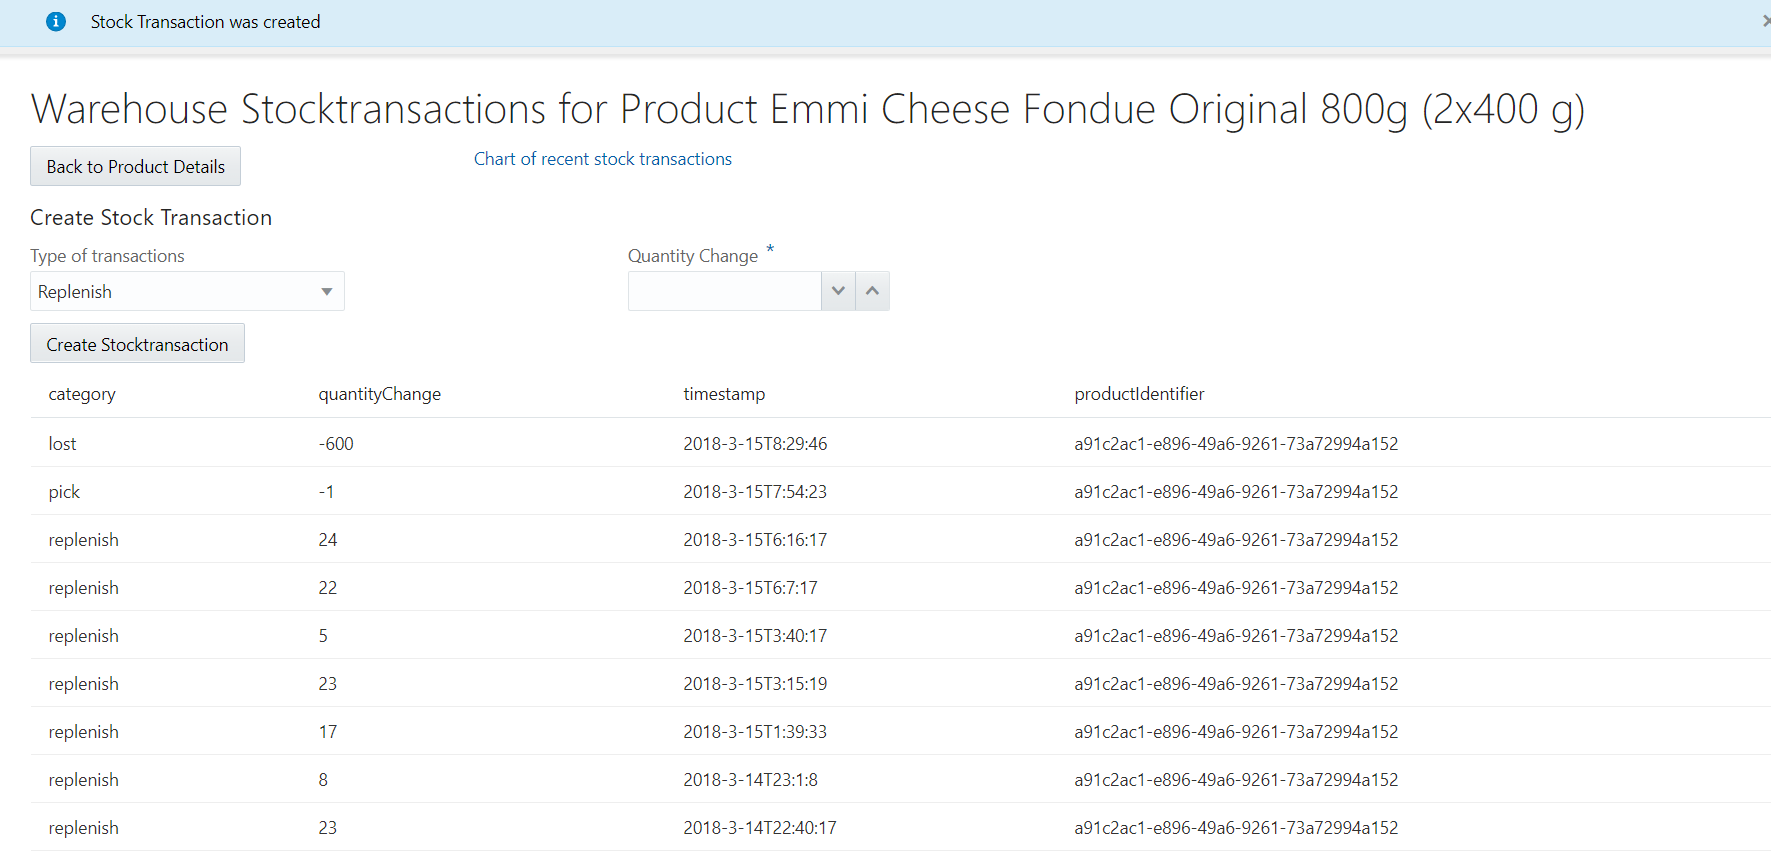 Stock Transaction was created
Warehouse Stocktransactions for Product Emmi Cheese Fondue Original 800g (2x400 g)
Back to Product Details Chart of recent stock transactions
Create Stock Transaction
Type of transactions Quantity Change *
Replenish
Create Stocktransaction
category quantityChange timestamp productIdentifier
lost -600 2018-3-15T8:29:46 a91c2ac1-e896-49a6-9261-73a72994a152
pick -1 2018-3-15T7:54:23 a91c2ac1-e896-49a6-9261-73a72994a152
replenish 24 2018-3-15T6:16:17 a91c2ac1-e896-49a6-9261-73a72994a152
replenish 22 2018-3-15T6:7:17 a91c2ac1-e896-49a6-9261-73a72994a152
replenish 5 2018-3-15T3:40:17 a91c2ac1-e896-49a6-9261-73a72994a152
replenish 23 2018-3-15T3:15:19 a91c2ac1-e896-49a6-9261-73a72994a152
replenish 17 2018-3-15T1:39:33 a91c2ac1-e896-49a6-9261-73a72994a152
replenish 8 2018-3-14T23:1:8 a91c2ac1-e896-49a6-9261-73a72994a152
replenish 23 2018-3-14T22:40:17 a91c2ac1-e896-49a6-9261-73a72994a152